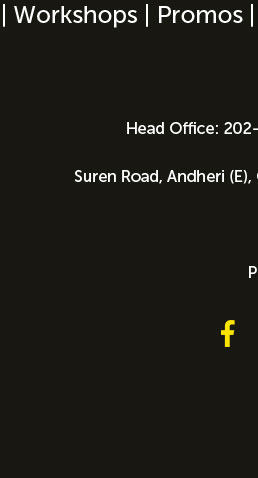 | Workshops | Promos |
Head Office: 202-
Suren Road, Andheri (E),
P